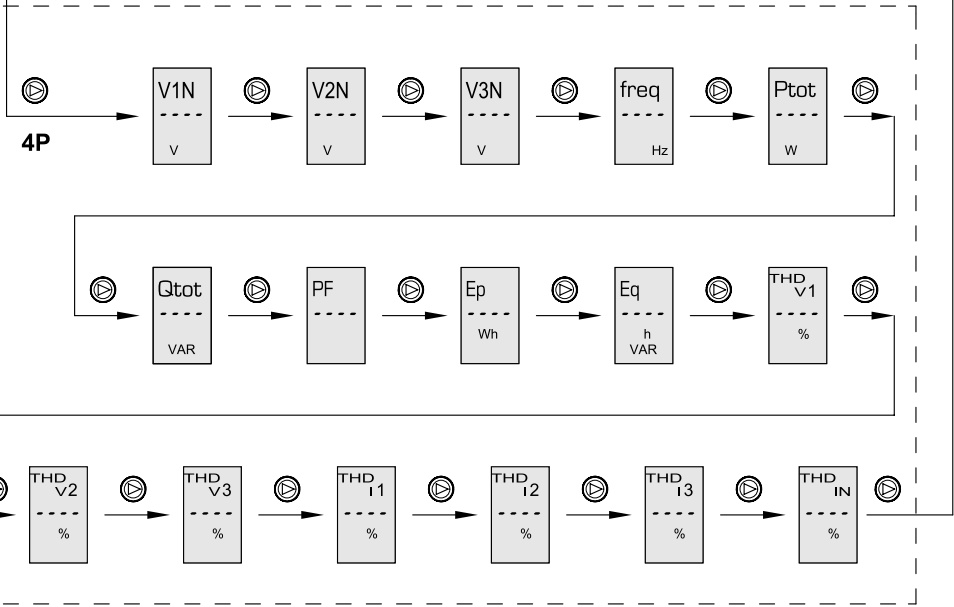 V1N V2N V3N freq Ptot
---- ---- ---- ---- ----
V V V Hz W
4P
Qtot PF Ep Eq THD V1
---- ---- ---- ---- ----
VAR Wh h VAR %
THD V2 THD V3 THD I1 THD I2 THD I3 THD IN
---- ---- ---- ---- ---- ----
% % % % % %